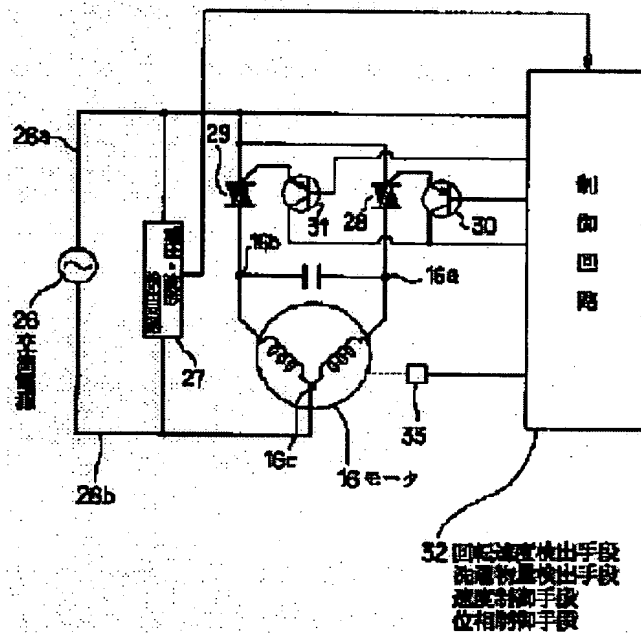 26a
29
28
31
30
制御回路
16b
16a
26
交流電源
27
33
16c
16 モータ
26b
32 回転速度検出手段
洗濯物量検出手段
速度制御手段
位相制御手段